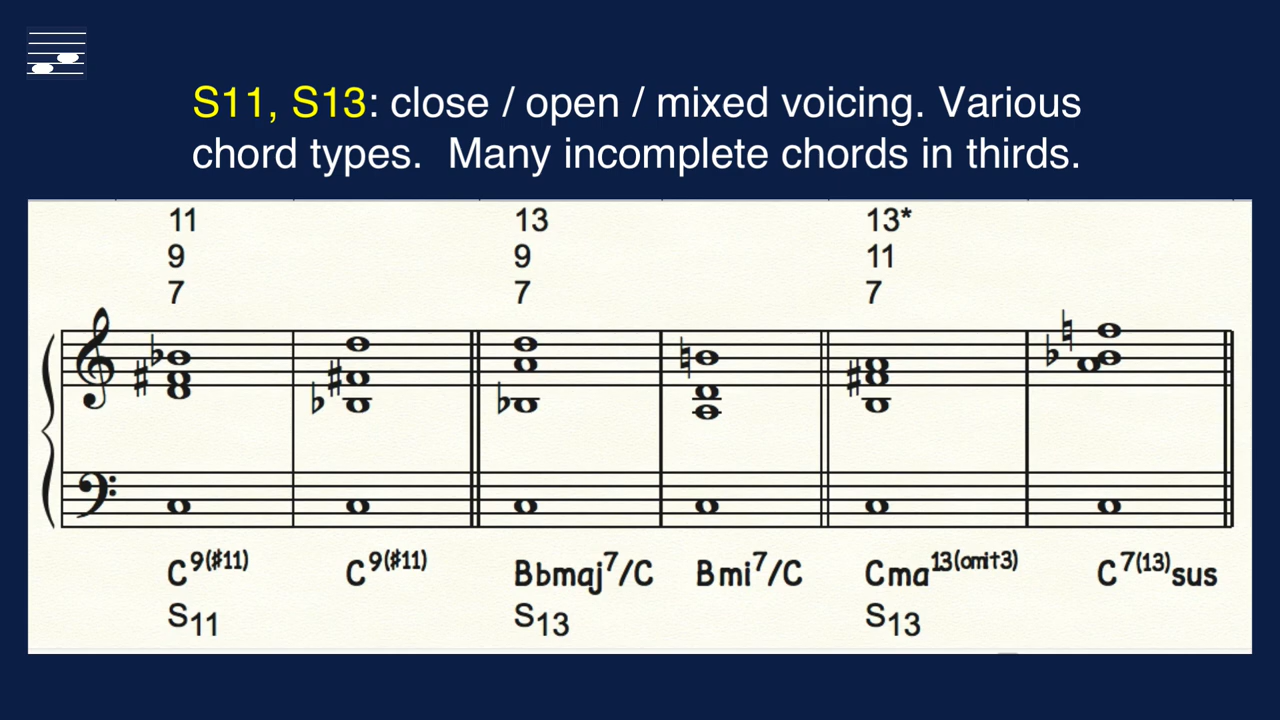 S11, S13: close / open / mixed voicing. Various
chord types.  Many incomplete chords in thirds.
11 13 13*
9 9 11
7 7 7
C9(♯11) C9(♯11) Bbmaj7/C Bmi7/C Cma13(omit3) C7(13)sus
S11 S13 S13